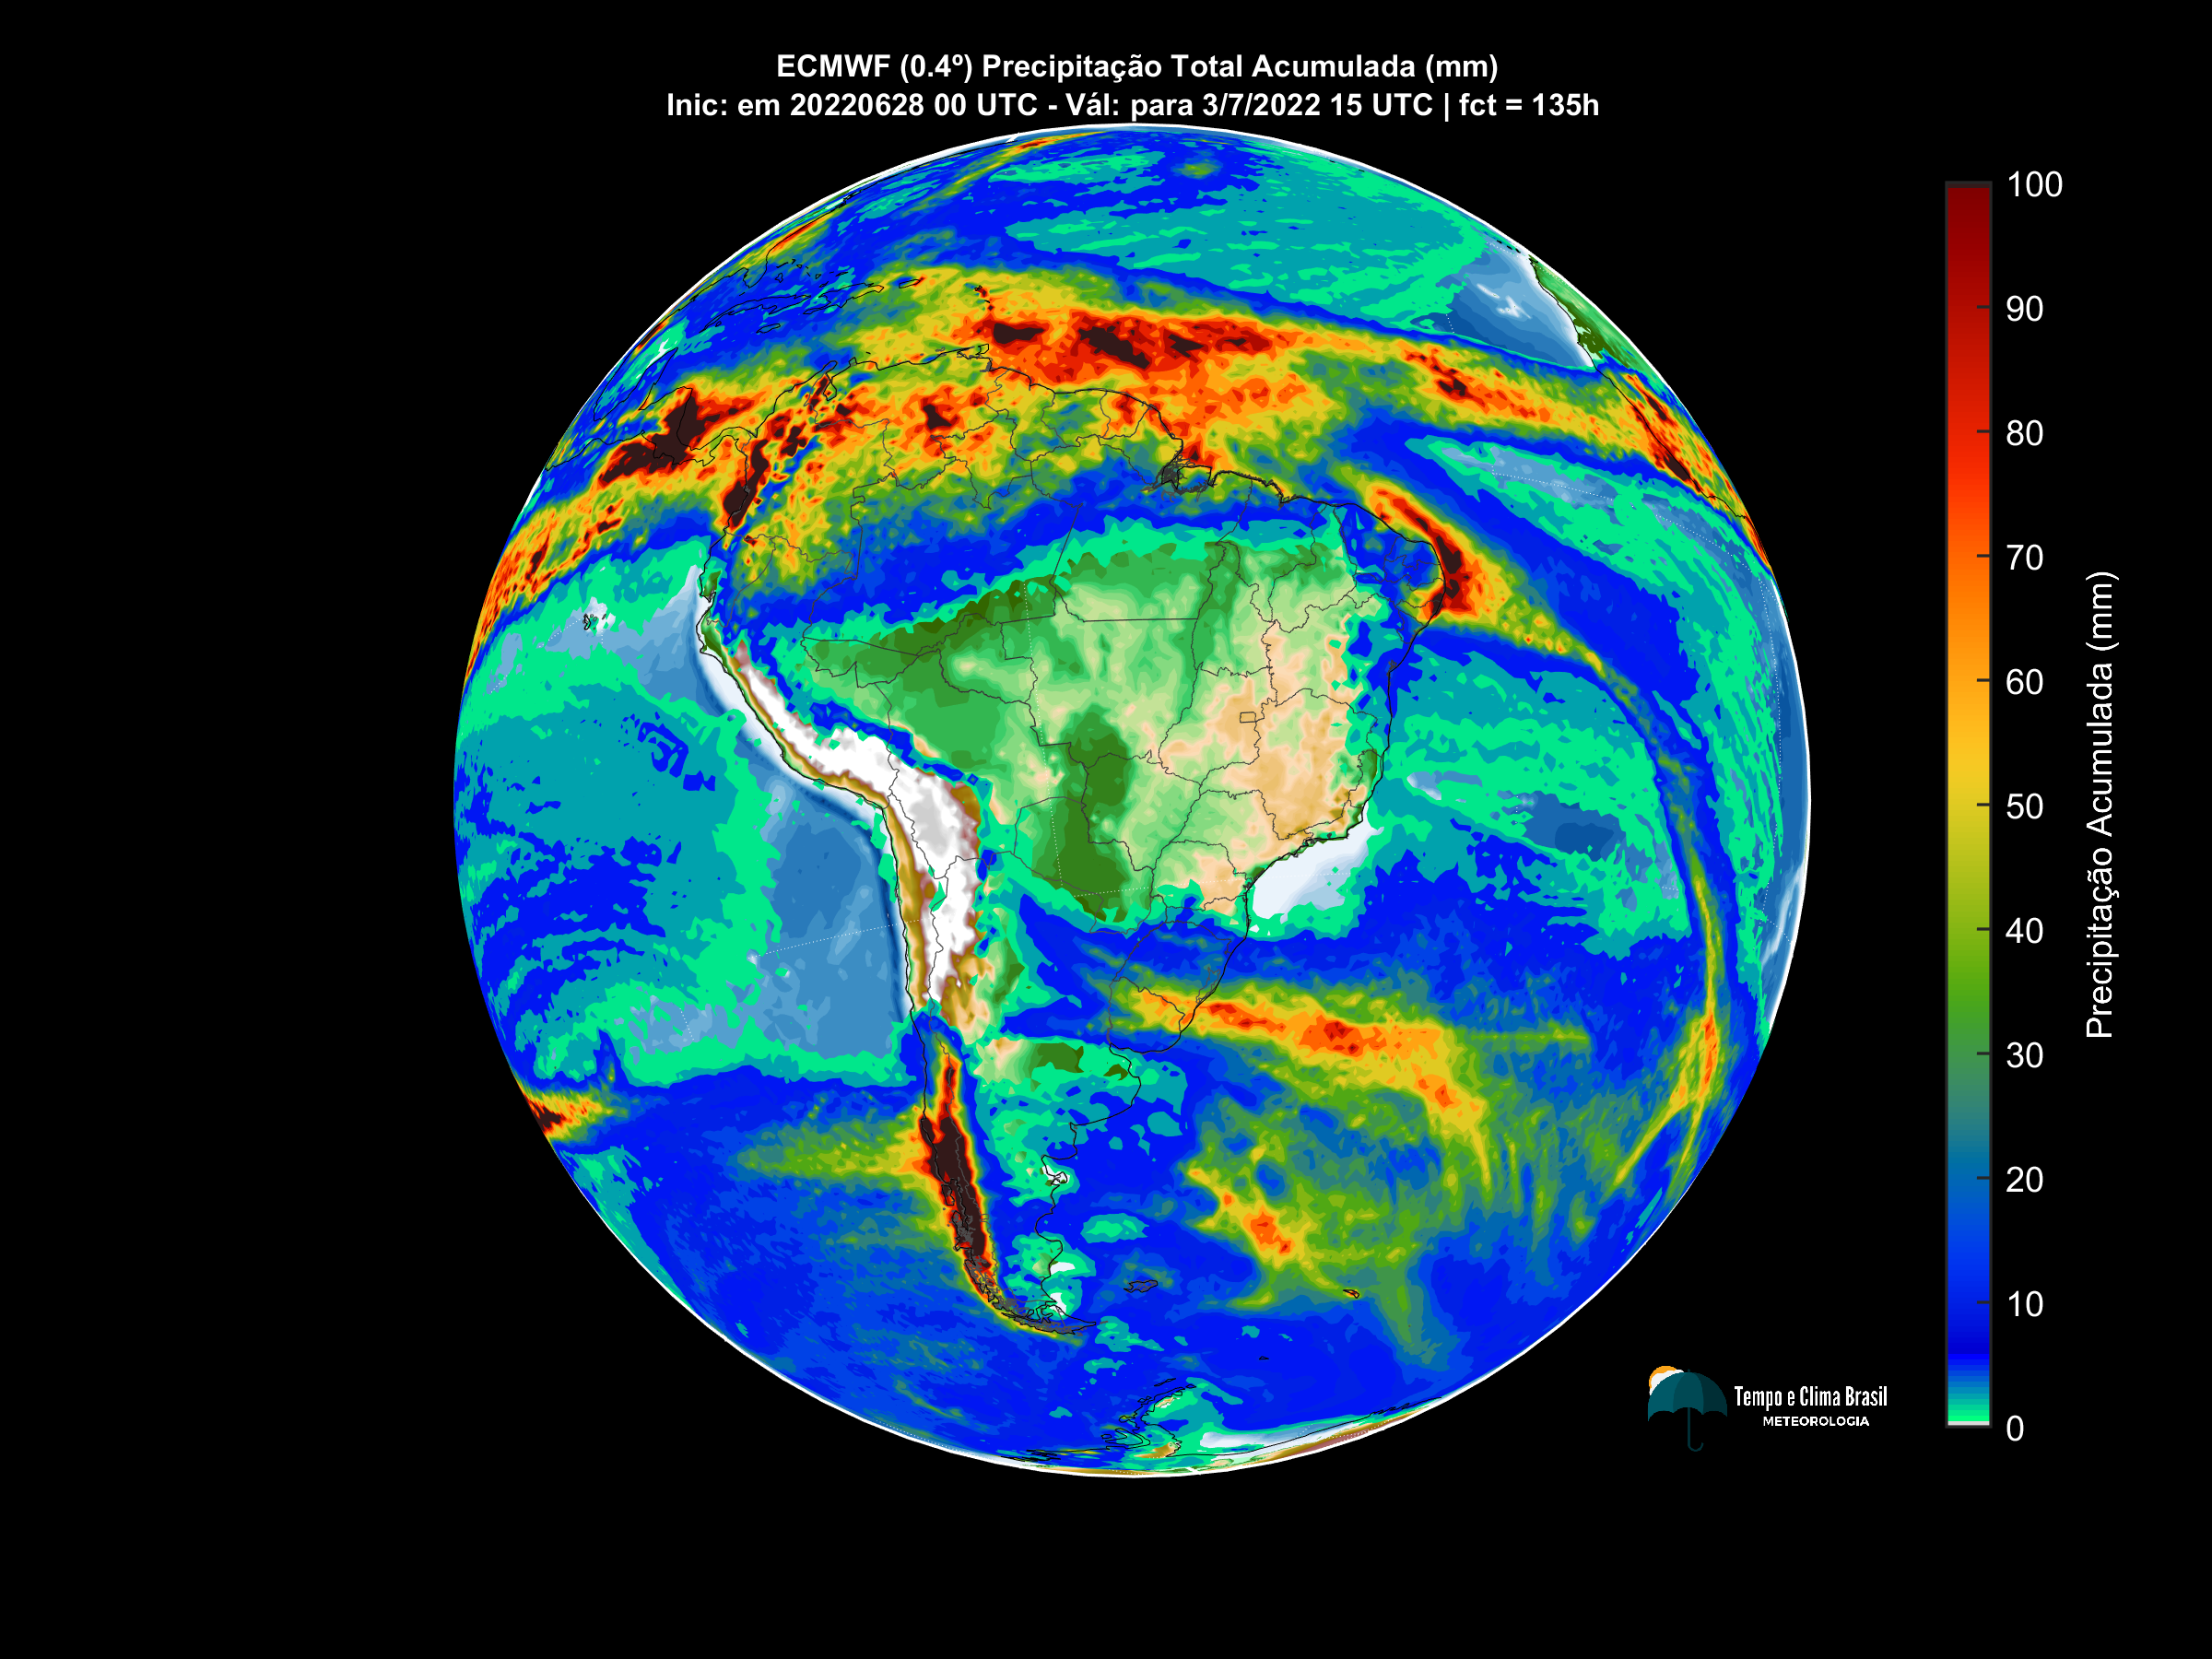 ECMWF (0.4º) Precipitação Total Acumulada (mm)
Inic: em 20220628 00 UTC - Vál: para 3/7/2022 15 UTC | fct = 135h
100
90
80
70
60
50
40
30
20
10
0
Precipitação Acumulada (mm)
Tempo e Clima Brasil
METEOROLOGIA